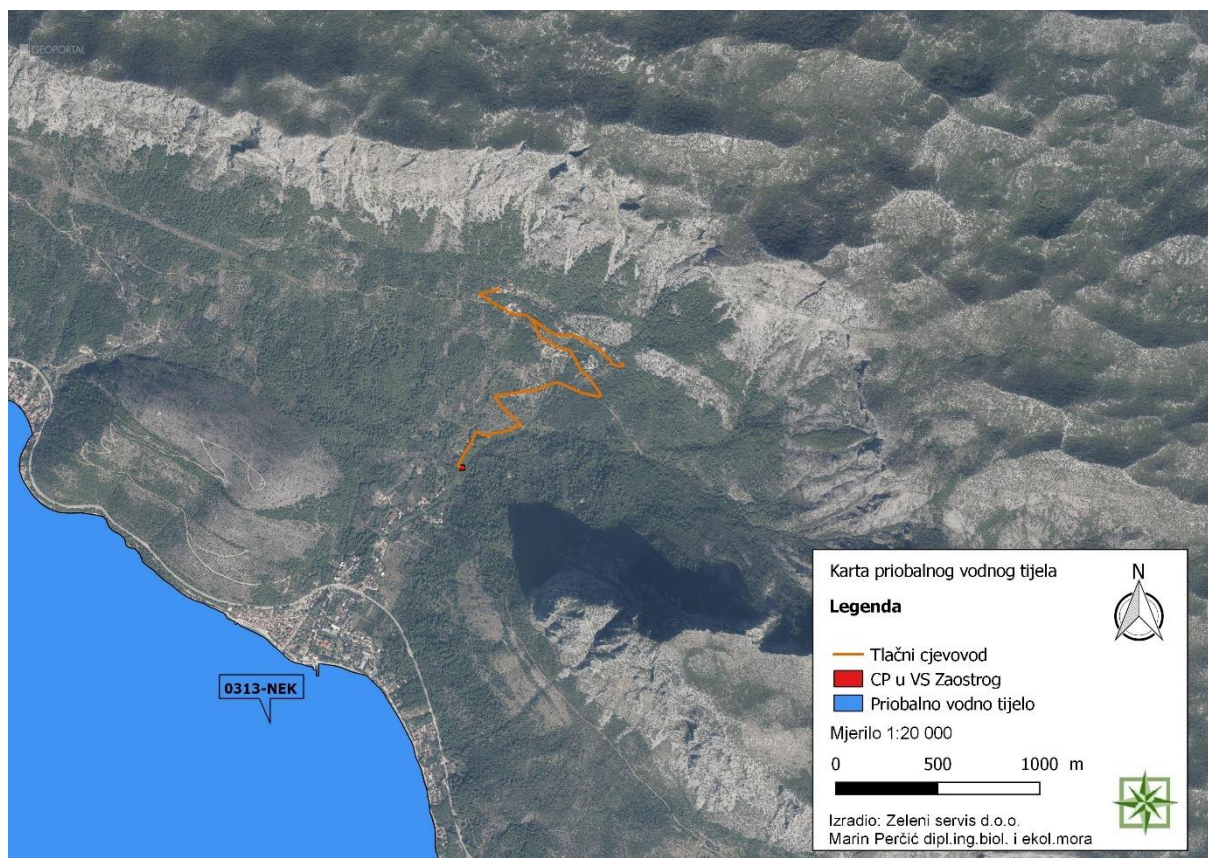 GEOPORTAL
GEOPORTAL
0313-NEK
Karta priobalnog vodnog tijela
N
Legenda
Tlačni cjevovod
CP u VS Zaostrog
Priobalno vodno tijelo
Mjerilo 1:20 000
0 500 1000 m
Izradio: Zeleni servis d.o.o.
Marin Perčić dipl.ing.biol. i ekol.mora